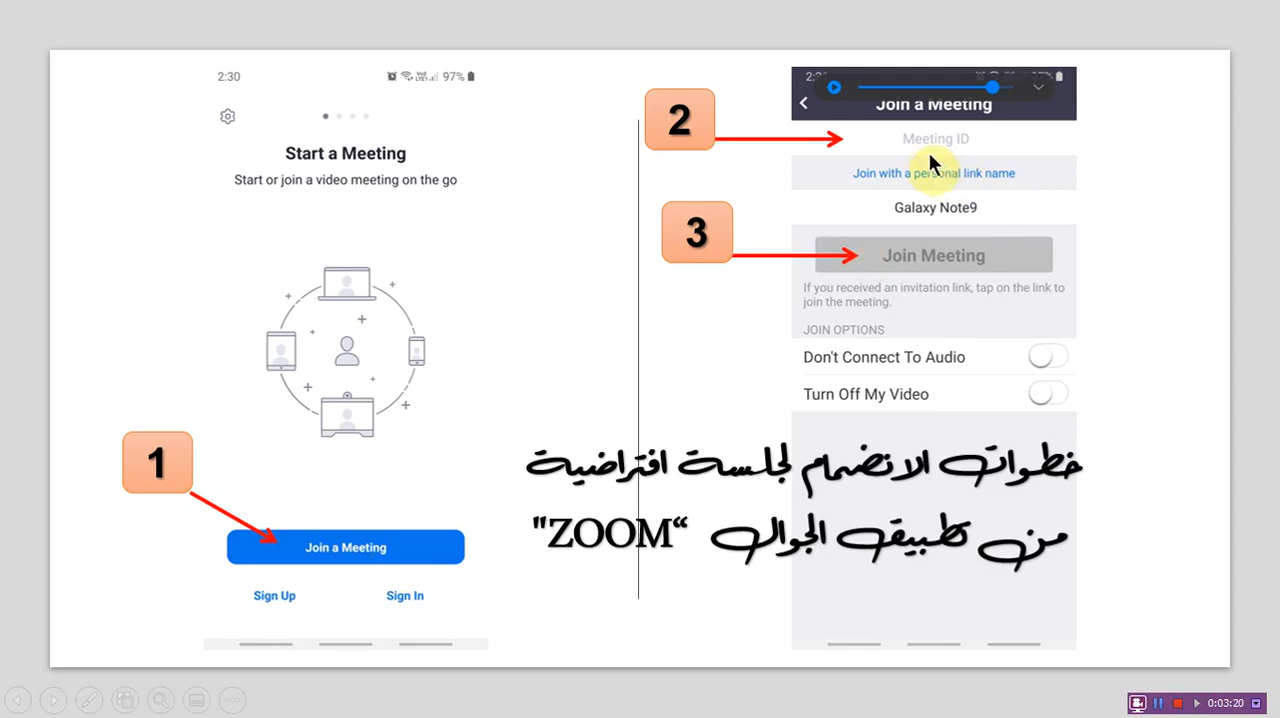 2:30
97%
Start a Meeting
Start or join a video meeting on the go
1
Join a Meeting
Sign Up
Sign In
2
Join a Meeting
Meeting ID
Join with a personal link name
Galaxy Note9
3
Join Meeting
If you received an invitation link, tap on the link to
join the meeting.
JOIN OPTIONS
Don't Connect To Audio
Turn Off My Video
خطوات الانضمام لجلسة افتراضية
من تطبيق الجوال “ZOOM"
0:03:20